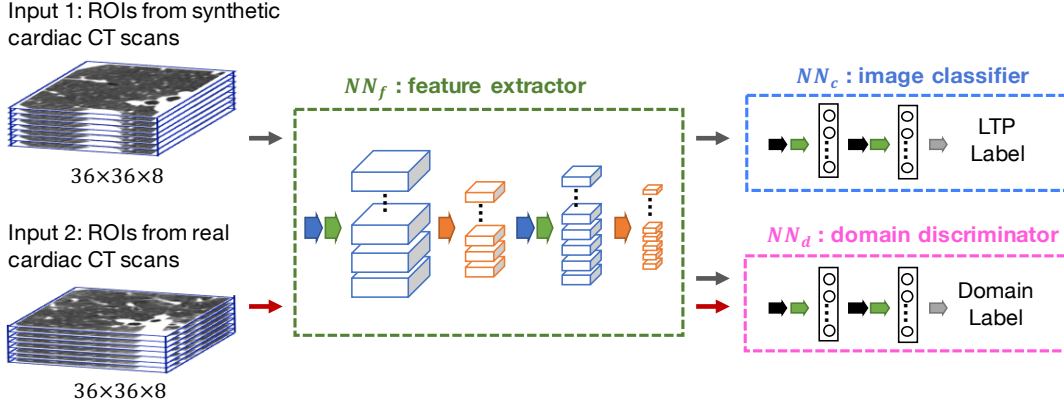 Input 1: ROIs from synthetic
cardiac CT scans
36×36×8
Input 2: ROIs from real
cardiac CT scans
36×36×8
NN_f : feature extractor
NN_c : image classifier
LTP
Label
NN_d : domain discriminator
Domain
Label